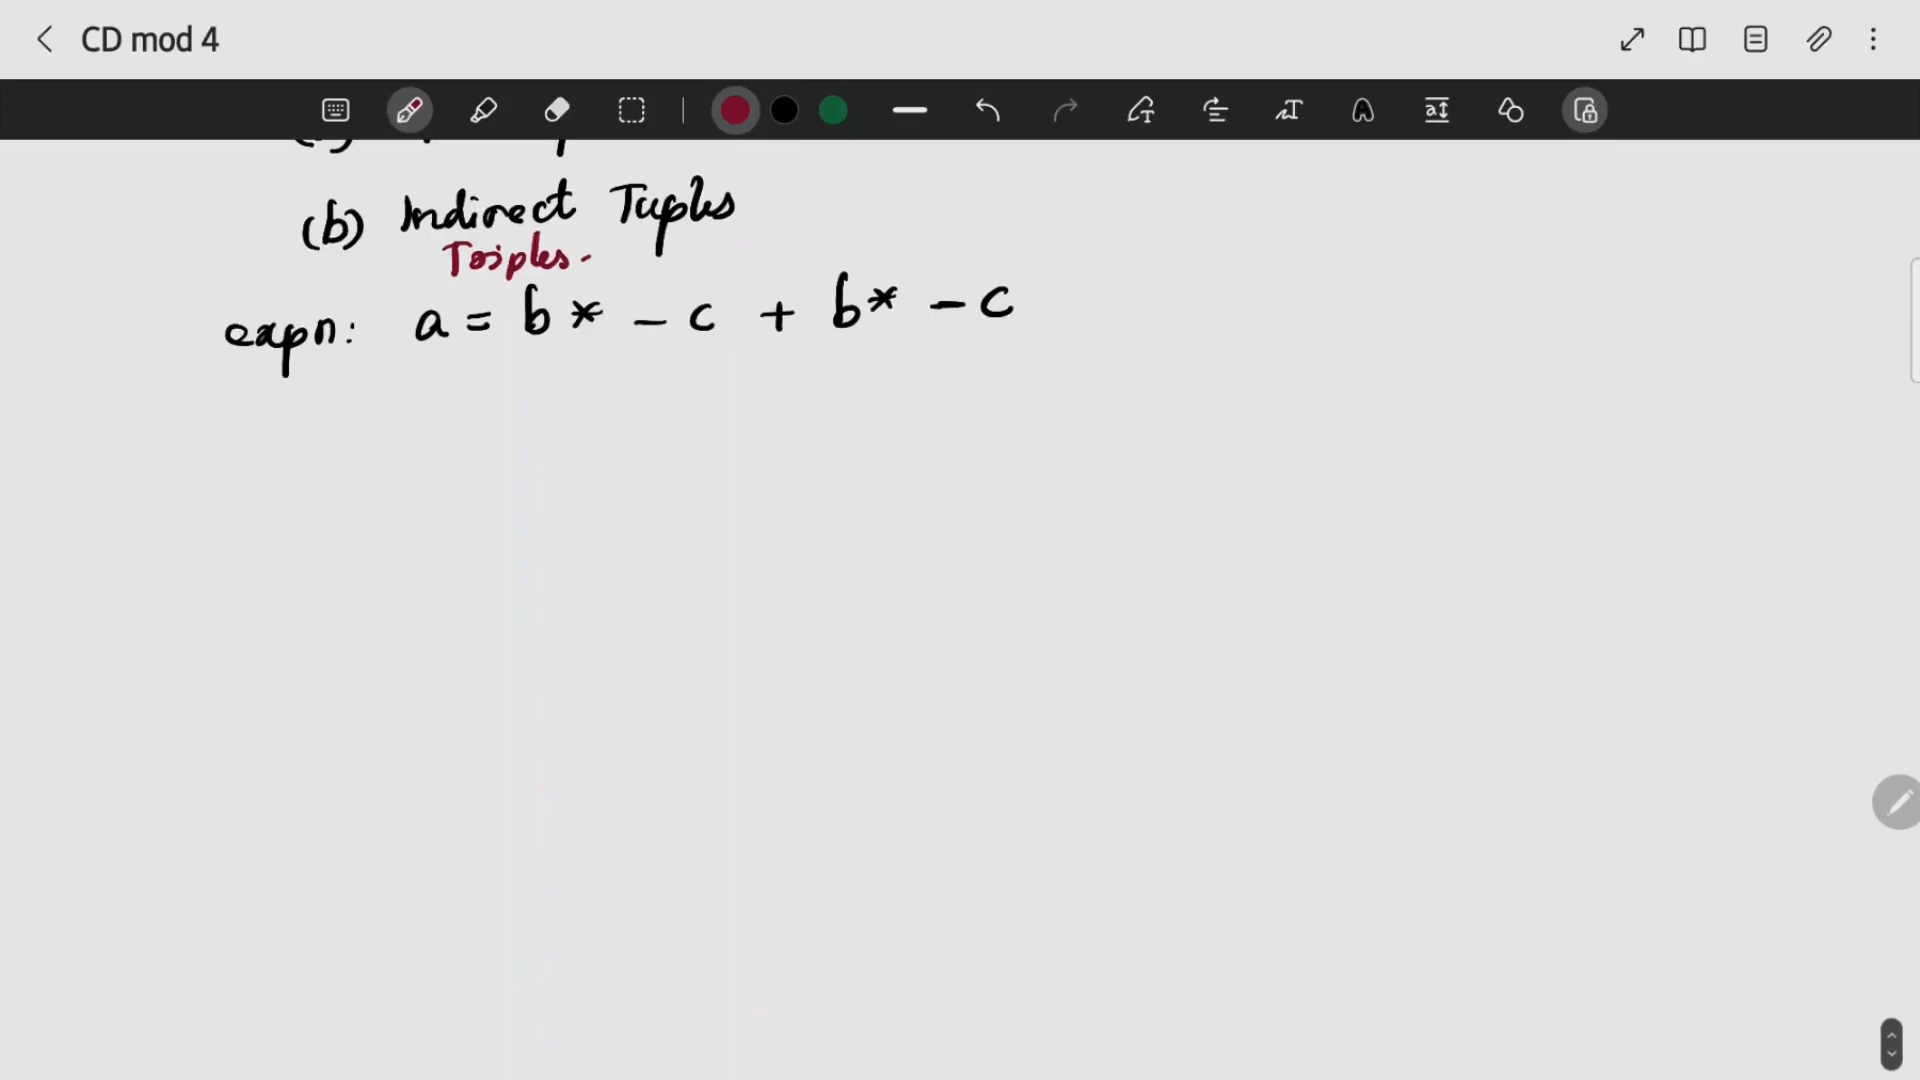 CD mod 4
(b) Indirect Tuples
Triples.
expn: a = b * - c + b * - c